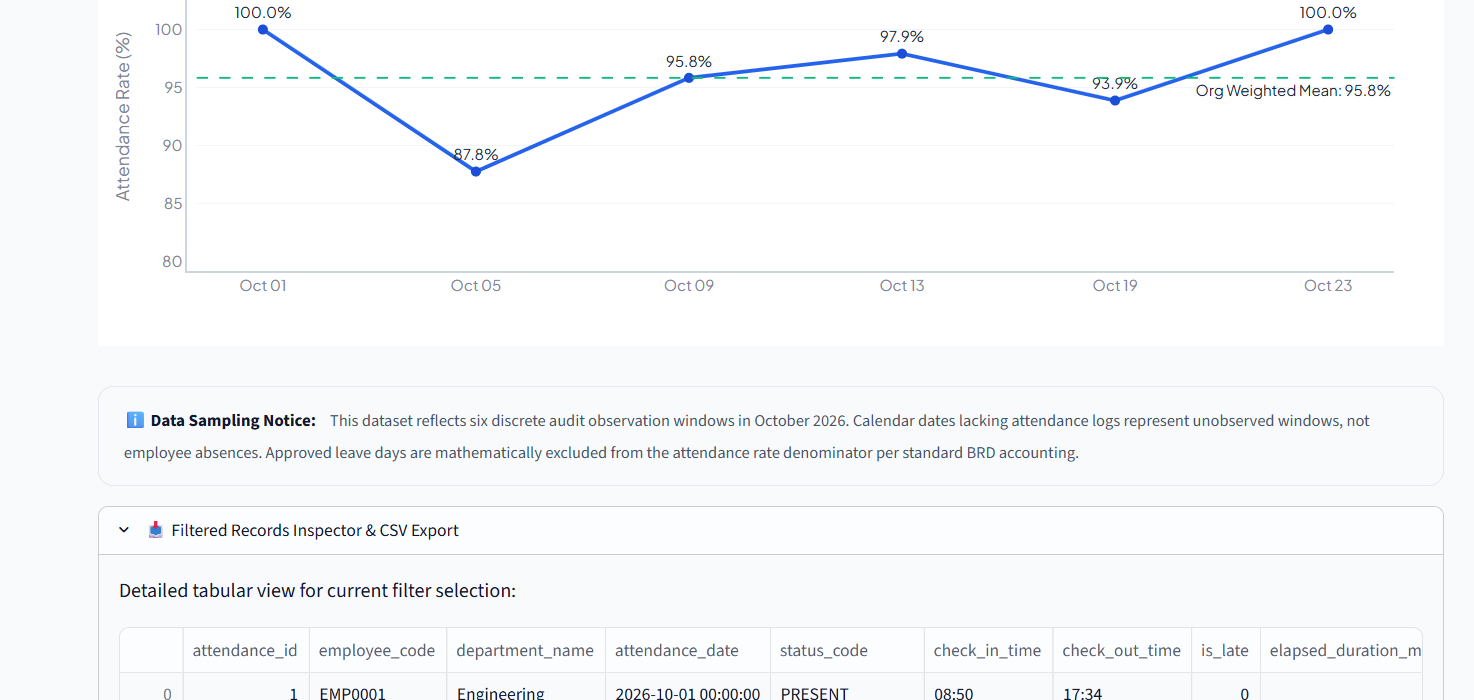 100.0%
100.0%
100
97.9%
95.8%
95
93.9%
Org Weighted Mean: 95.8%
Attendance Rate (%)
90
87.8%
85
80
Oct 01
Oct 05
Oct 09
Oct 13
Oct 19
Oct 23
Data Sampling Notice: This dataset reflects six discrete audit observation windows in October 2026. Calendar dates lacking attendance logs represent unobserved windows, not
employee absences. Approved leave days are mathematically excluded from the attendance rate denominator per standard BRD accounting.
Filtered Records Inspector & CSV Export
Detailed tabular view for current filter selection:
attendance_id employee_code department_name attendance_date status_code check_in_time check_out_time is_late elapsed_duration_m
0 1 EMP0001 Engineering 2026-10-01 00:00:00 PRESENT 08:50 17:34 0